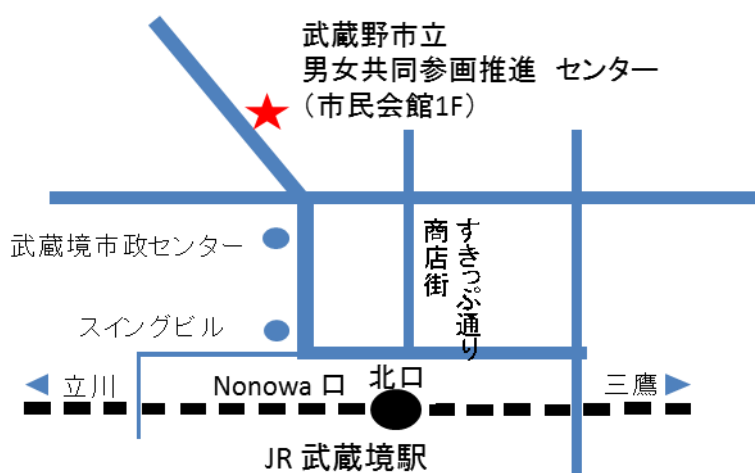 武蔵野市立
男女共同参画推進　センター
（市民会館1F）
武蔵境市政センター
すきっぷ通り
商店街
スイングビル
立川
Nonowa 口
北口
三鷹
JR 武蔵境駅